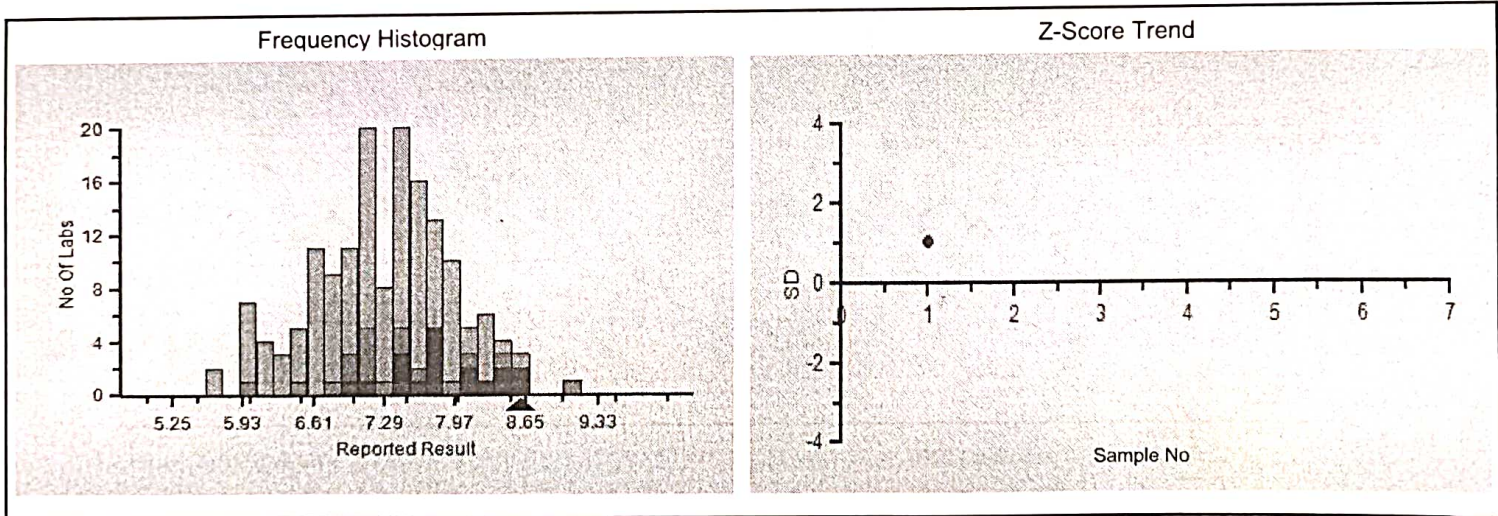 Frequency Histogram
20
16
12
8
4
0
No Of Labs
5.25 5.93 6.61 7.29 7.97 8.65 9.33
Reported Result
Z-Score Trend
4
2
0
-2
-4
SD
0 1 2 3 4 5 6 7
Sample No